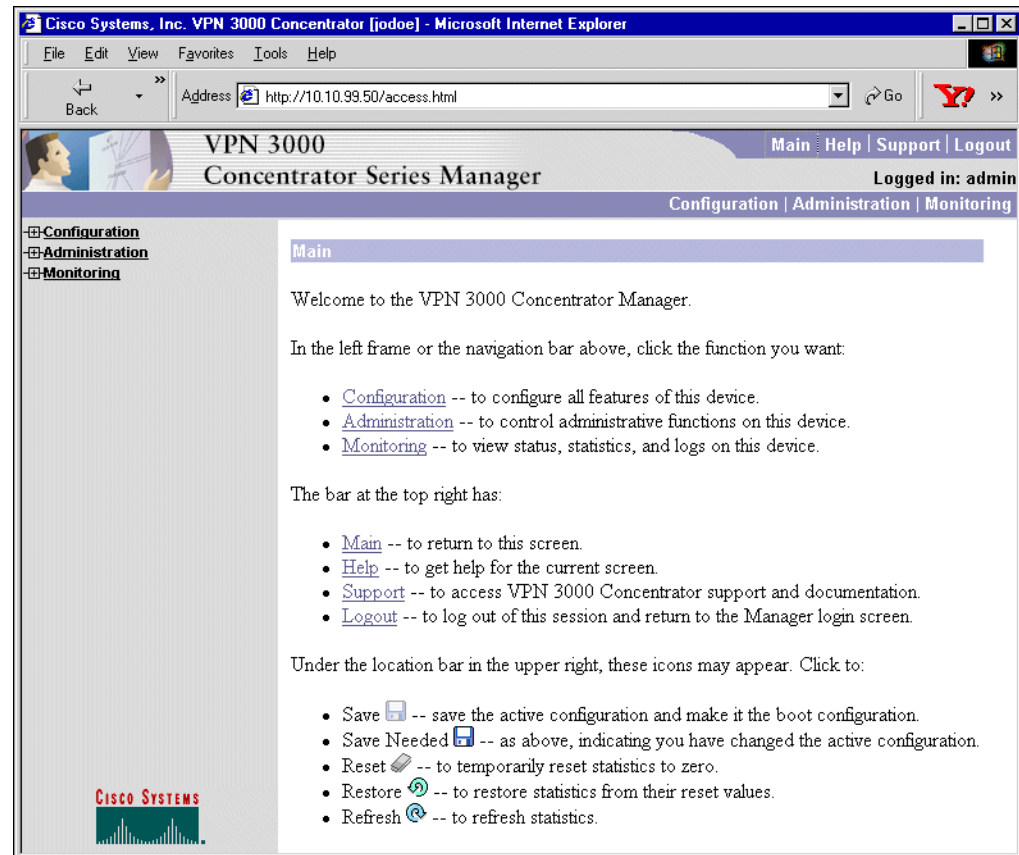 Cisco Systems, Inc. VPN 3000 Concentrator [jodoe] - Microsoft Internet Explorer
File Edit View Favorites Tools Help
Back » Address http://10.10.99.50/access.html Go Y! »
VPN 3000
Concentrator Series Manager
Main | Help | Support | Logout
Logged in: admin
Configuration | Administration | Monitoring
Configuration
Administration
Monitoring
Main
Welcome to the VPN 3000 Concentrator Manager.
In the left frame or the navigation bar above, click the function you want:
• Configuration -- to configure all features of this device.
• Administration -- to control administrative functions on this device.
• Monitoring -- to view status, statistics, and logs on this device.
The bar at the top right has:
• Main -- to return to this screen.
• Help -- to get help for the current screen.
• Support -- to access VPN 3000 Concentrator support and documentation.
• Logout -- to log out of this session and return to the Manager login screen.
Under the location bar in the upper right, these icons may appear. Click to:
• Save -- save the active configuration and make it the boot configuration.
• Save Needed -- as above, indicating you have changed the active configuration.
• Reset -- to temporarily reset statistics to zero.
• Restore -- to restore statistics from their reset values.
• Refresh -- to refresh statistics.
CISCO SYSTEMS